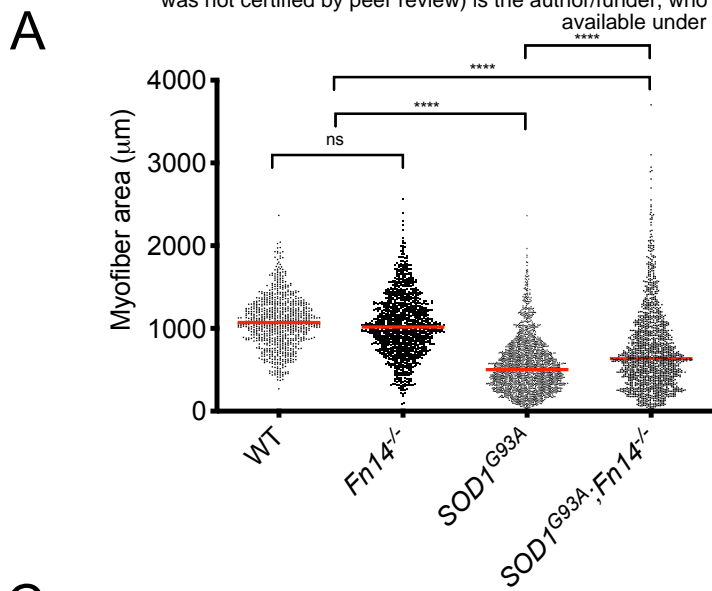 was not certified by peer review) is the author/funder, who
available under
A
****
****
****
ns
4000
3000
2000
1000
0
Myofiber area (μm)
WT
Fn14-/-
SOD1G93A
SOD1G93A;Fn14-/-